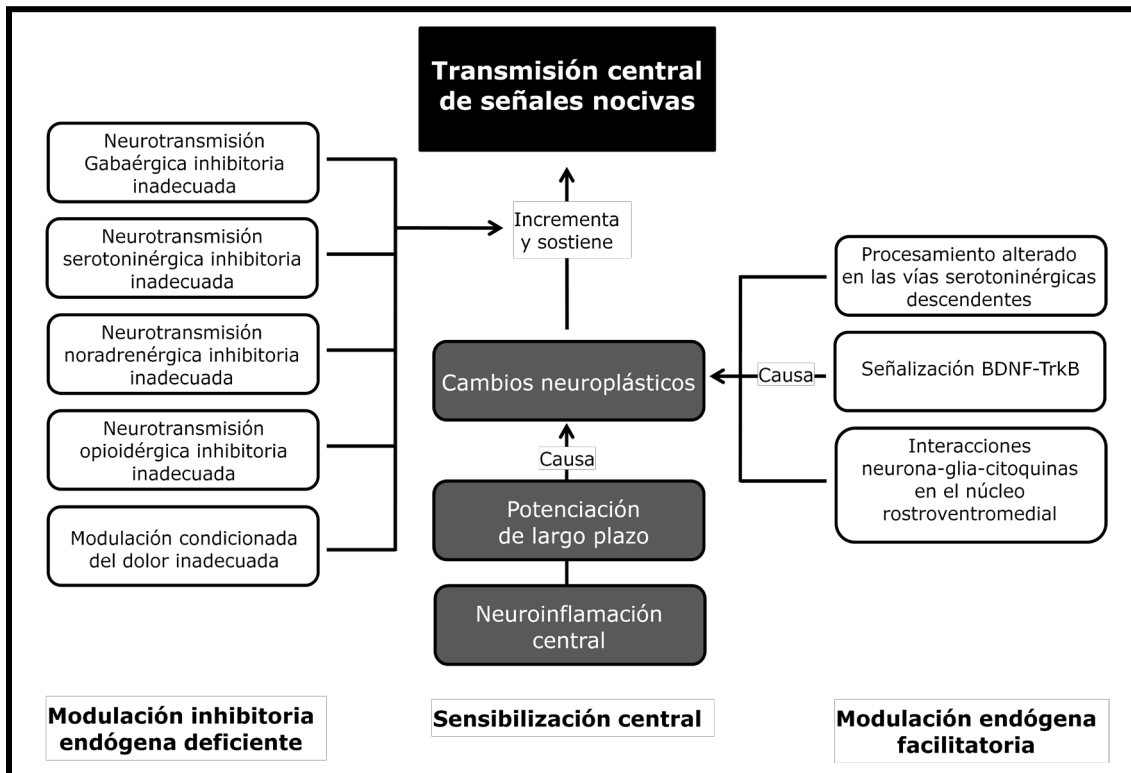 Transmisión central
de señales nocivas
Neurotransmisión
Gabaérgica inhibitoria
inadecuada
Neurotransmisión
serotoninérgica inhibitoria
inadecuada
Neurotransmisión
noradrenérgica inhibitoria
inadecuada
Neurotransmisión
opioidérgica inhibitoria
inadecuada
Modulación condicionada
del dolor inadecuada
Incrementa
y sostiene
Cambios neuroplásticos
Causa
Potenciación
de largo plazo
Neuroinflamación
central
Procesamiento alterado
en las vías serotoninérgicas
descendentes
Causa
Señalización BDNF-TrkB
Interacciones
neurona-glia-citoquinas
en el núcleo
rostroventromedial
Modulación inhibitoria
endógena deficiente
Sensibilización central
Modulación endógena
facilitatoria